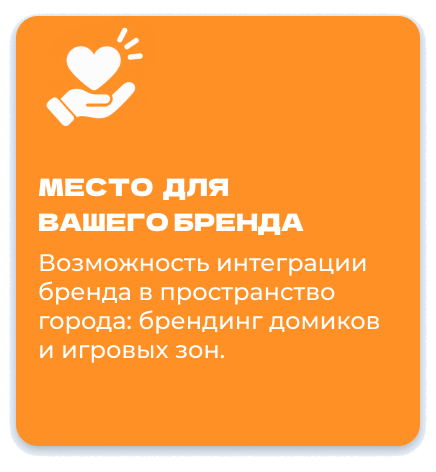 МЕСТО ДЛЯ
ВАШЕГО БРЕНДА
Возможность интеграции
бренда в пространство
города: брендинг домиков
и игровых зон.